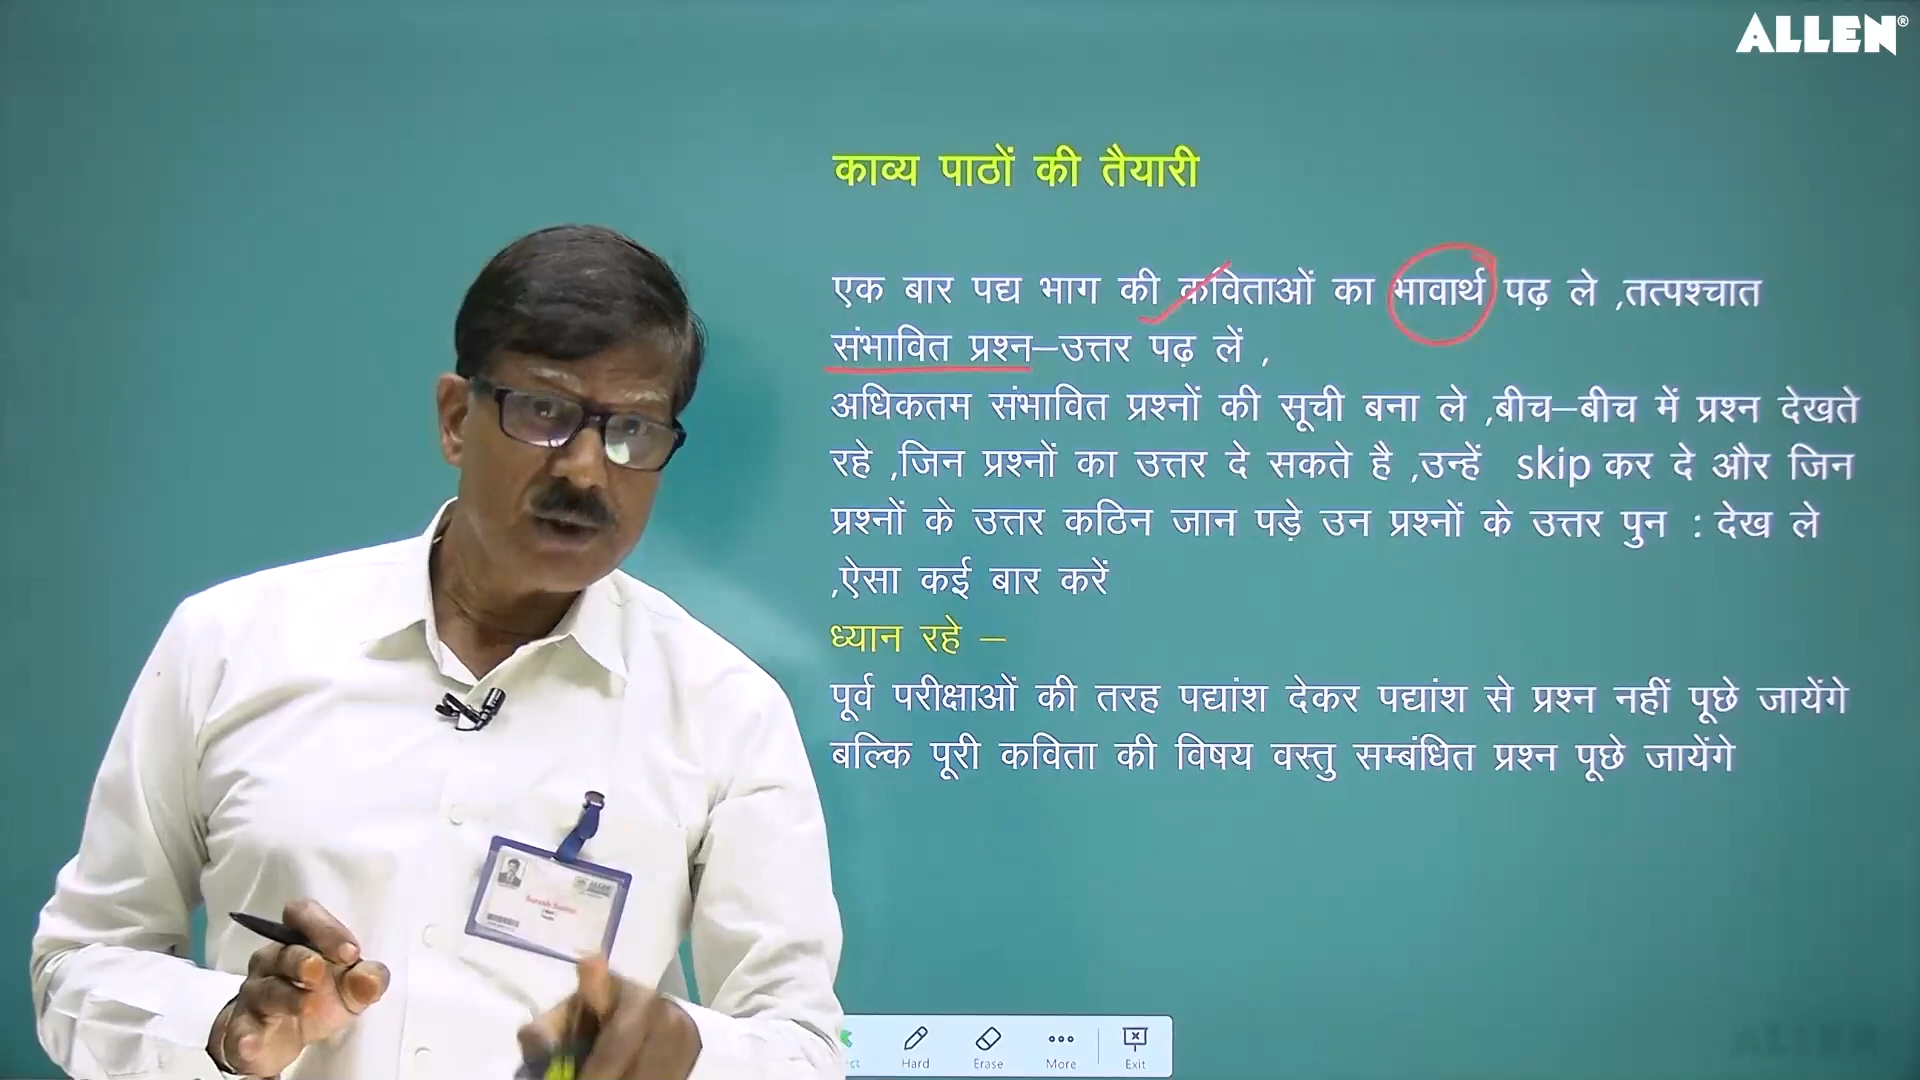 ALLEN®
काव्य पाठों की तैयारी
एक बार पद्य भाग की कविताओं का भावार्थ पढ़ ले ,तत्पश्चात
संभावित प्रश्न–उत्तर पढ़ लें ,
अधिकतम संभावित प्रश्नों की सूची बना ले ,बीच–बीच में प्रश्न देखते
रहे ,जिन प्रश्नों का उत्तर दे सकते है ,उन्हें skip कर दे और जिन
प्रश्नों के उत्तर कठिन जान पड़े उन प्रश्नों के उत्तर पुन : देख ले
,ऐसा कई बार करें
ध्यान रहे –
पूर्व परीक्षाओं की तरह पद्यांश देकर पद्यांश से प्रश्न नहीं पूछे जायेंगे
बल्कि पूरी कविता की विषय वस्तु सम्बंधित प्रश्न पूछे जायेंगे
ALLEN
Hard Erase More Exit
ALLEN